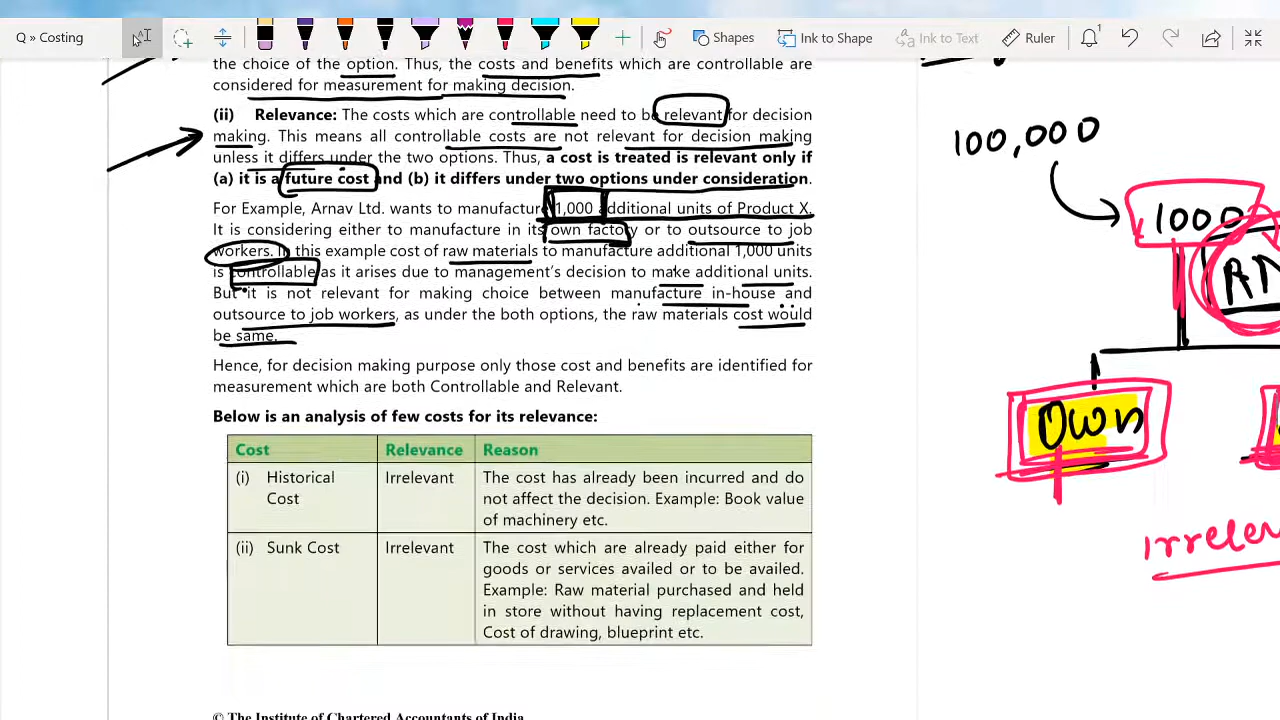 Q » Costing
Shapes
Ink to Shape
Ink to Text
Ruler
1
the choice of the option. Thus, the costs and benefits which are controllable are
considered for measurement for making decision.
(ii) Relevance: The costs which are controllable need to be relevant for decision
making. This means all controllable costs are not relevant for decision making
unless it differs under the two options. Thus, a cost is treated is relevant only if
(a) it is a future cost and (b) it differs under two options under consideration.
For Example, Arnav Ltd. wants to manufacture 1,000 additional units of Product X.
It is considering either to manufacture in its own factory or to outsource to job
workers. In this example cost of raw materials to manufacture additional 1,000 units
is controllable as it arises due to management's decision to make additional units.
But it is not relevant for making choice between manufacture in-house and
outsource to job workers, as under the both options, the raw materials cost would
be same.
Hence, for decision making purpose only those cost and benefits are identified for
measurement which are both Controllable and Relevant.
Below is an analysis of few costs for its relevance:
Cost Relevance Reason
(i) Historical Irrelevant The cost has already been incurred and do
Cost not affect the decision. Example: Book value
of machinery etc.
(ii) Sunk Cost Irrelevant The cost which are already paid either for
goods or services availed or to be availed.
Example: Raw material purchased and held
in store without having replacement cost,
Cost of drawing, blueprint etc.
© The Institute of Chartered Accountants of India
100,000
1000
Own